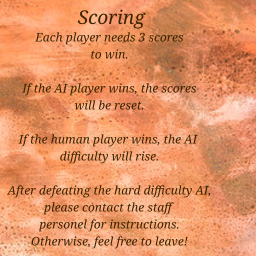 Scoring
Each player needs 3 scores
to win.
If the AI player wins, the scores
will be reset.
If the human player wins, the AI
difficulty will rise.
After defeating the hard difficulty AI,
please contact the staff
personel for instructions.
Otherwise, feel free to leave!